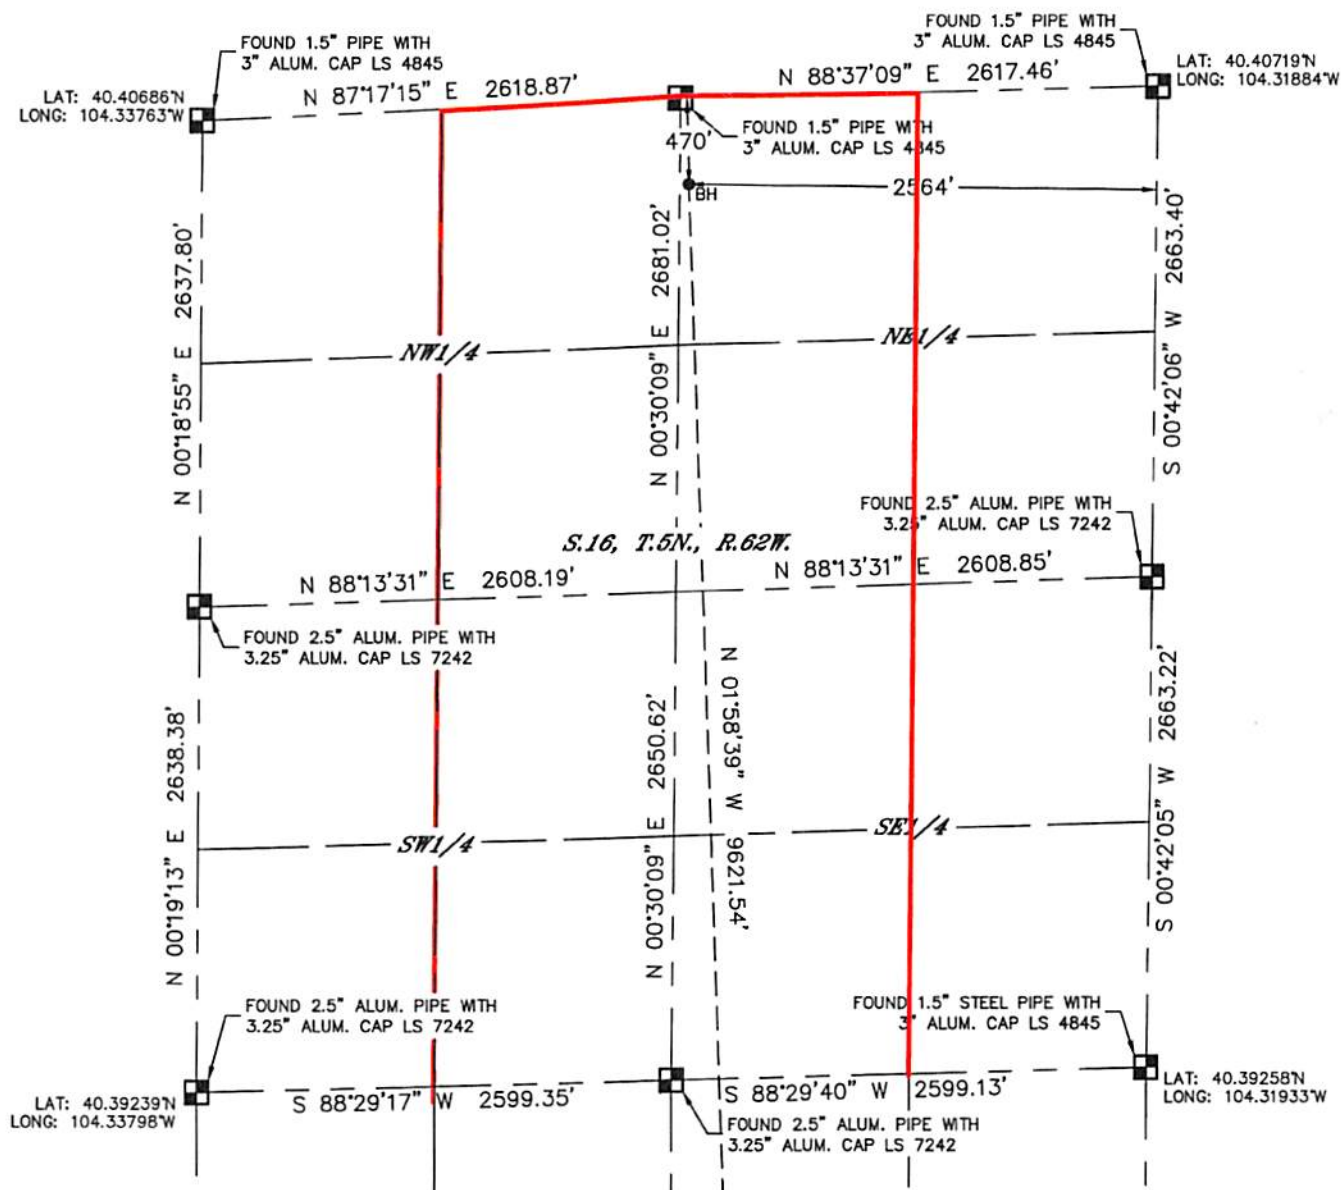 FOUND 1.5" PIPE WITH
3" ALUM. CAP LS 4845
FOUND 1.5" PIPE WITH
3" ALUM. CAP LS 4845
LAT: 40.40719°N
LONG: 104.31884°W
LAT: 40.40686°N
LONG: 104.33763°W
N 87°17'15" E 2618.87'
N 88°37'09" E 2617.46'
FOUND 1.5" PIPE WITH
3" ALUM. CAP LS 4845
470'
BH
2564'
N 00°18'55" E 2637.80'
N 00°30'09" E 2681.02'
S 00°42'06" W 2663.40'
NW1/4
NE1/4
FOUND 2.5" ALUM. PIPE WITH
3.25" ALUM. CAP LS 7242
S.16, T.5N., R.62W.
N 88°13'31" E 2608.19'
N 88°13'31" E 2608.85'
FOUND 2.5" ALUM. PIPE WITH
3.25" ALUM. CAP LS 7242
N 00°19'13" E 2638.38'
N 00°30'09" E 2650.62'
N 01°58'39" W 9621.54'
S 00°42'05" W 2663.22'
SW1/4
SE1/4
FOUND 2.5" ALUM. PIPE WITH
3.25" ALUM. CAP LS 7242
FOUND 1.5" STEEL PIPE WITH
3" ALUM. CAP LS 4845
LAT: 40.39239°N
LONG: 104.33798°W
S 88°29'17" W 2599.35'
S 88°29'40" W 2599.13'
LAT: 40.39258°N
LONG: 104.31933°W
FOUND 2.5" ALUM. PIPE WITH
3.25" ALUM. CAP LS 7242